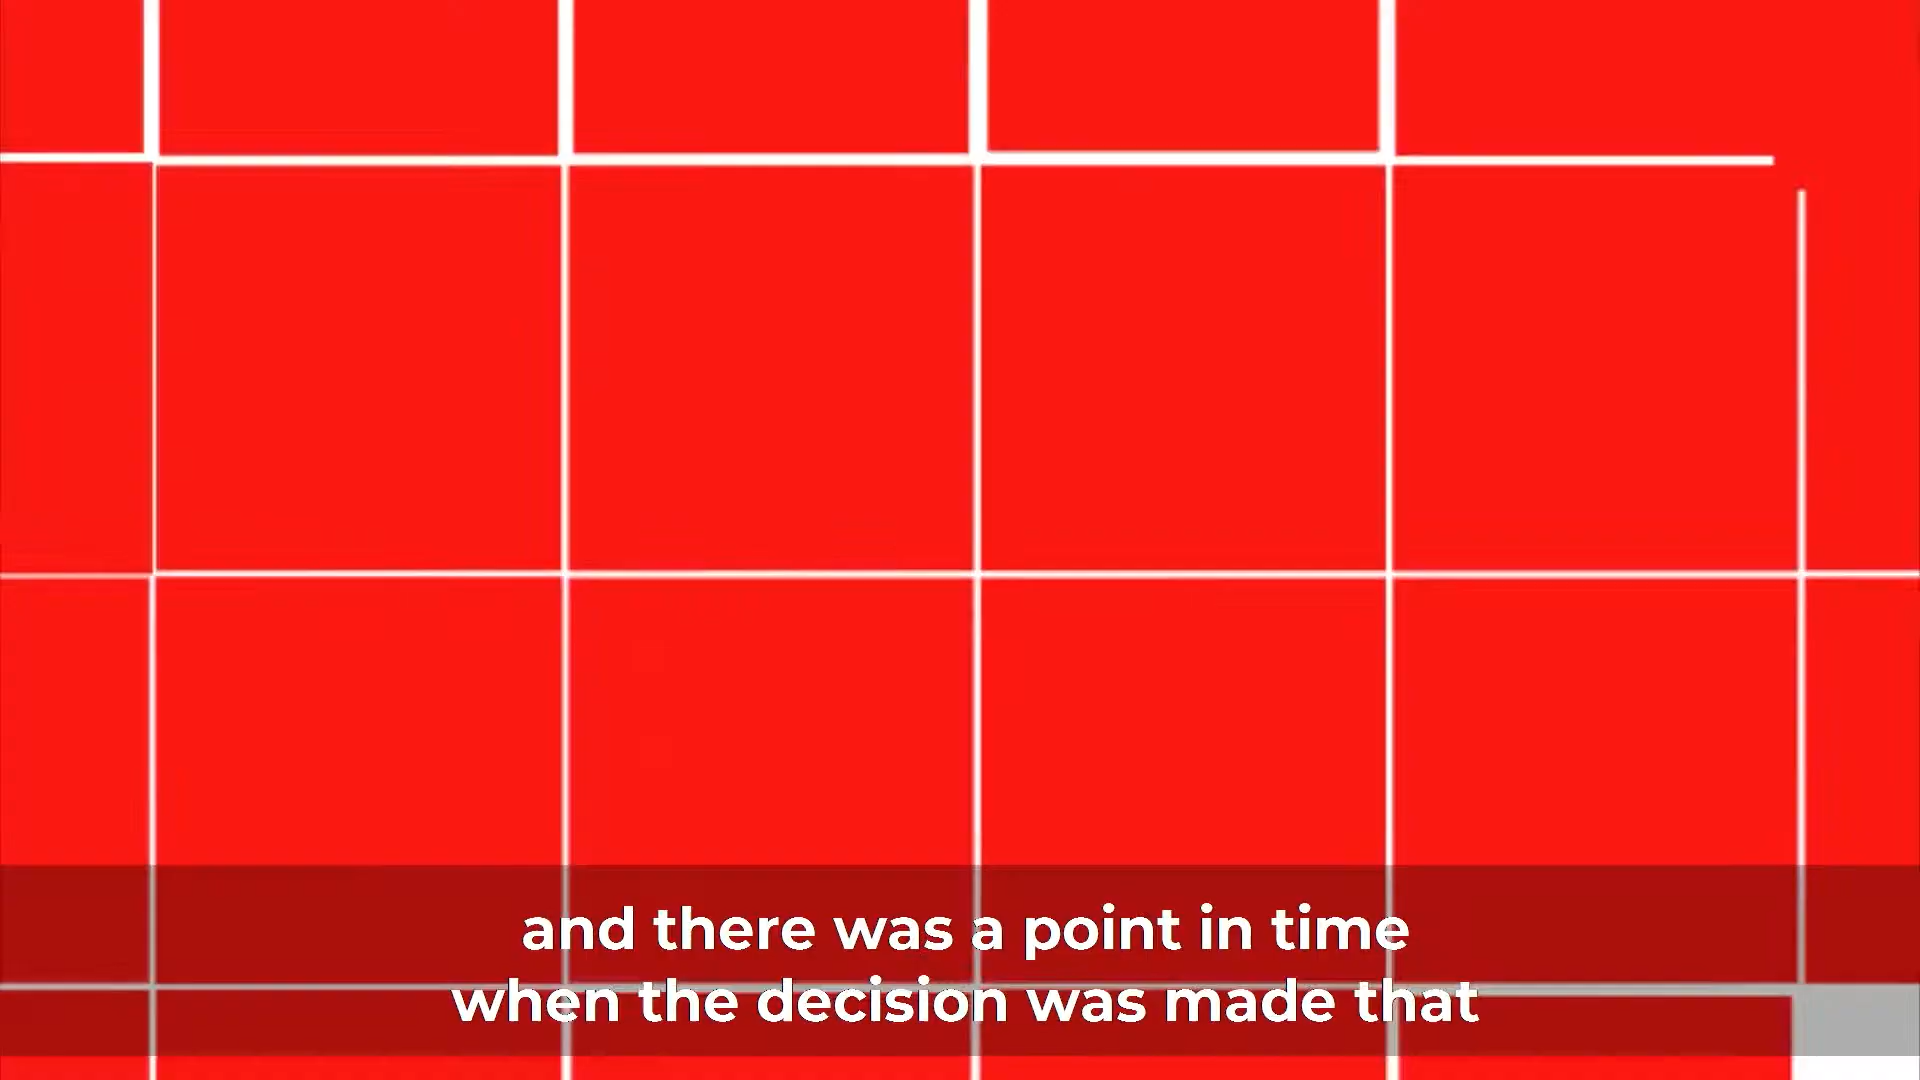 and there was a point in time
when the decision was made that